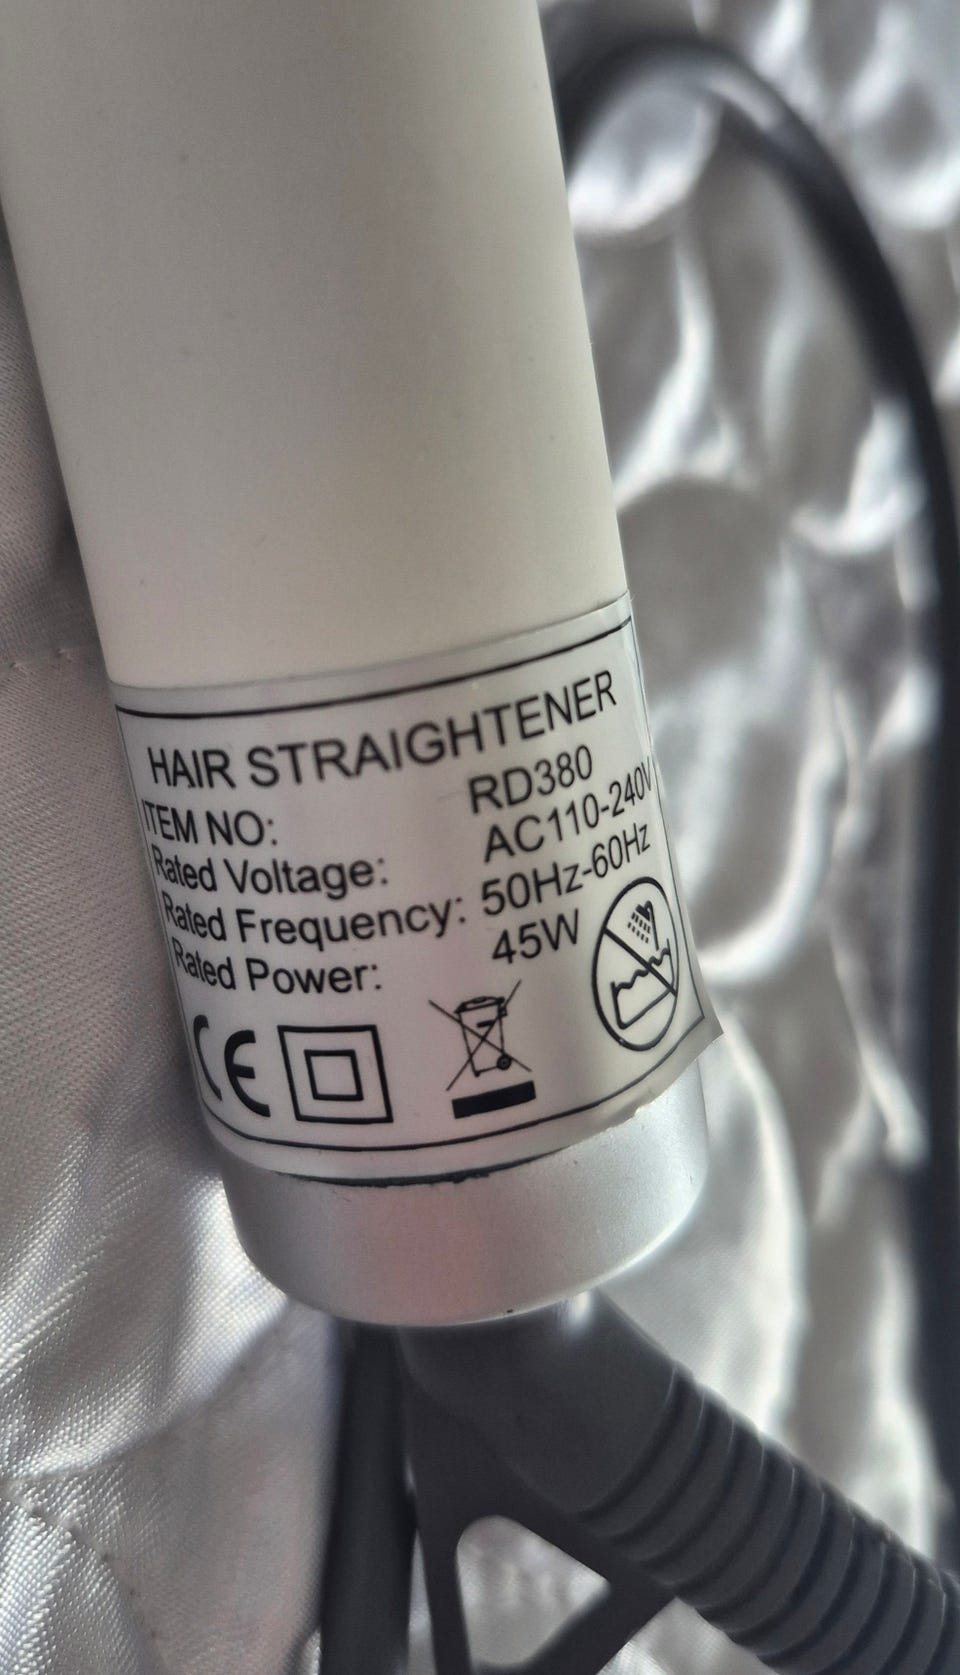 HAIR STRAIGHTENER
ITEM NO: RD380
Rated Voltage: AC110-240V
Rated Frequency: 50Hz-60Hz
Rated Power: 45W
CE